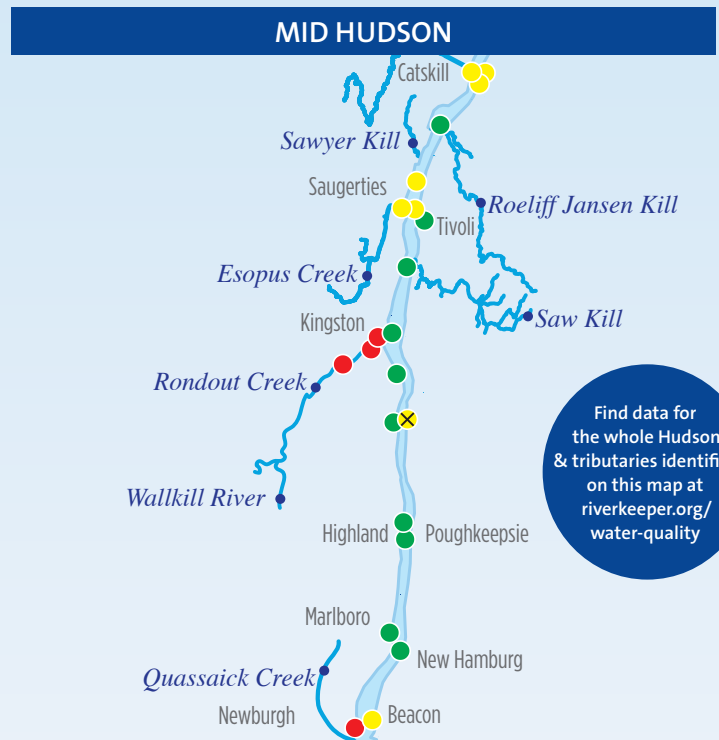 MID HUDSON
Catskill
Sawyer Kill
Saugerties
Roeliff Jansen Kill
Tivoli
Esopus Creek
Kingston
Saw Kill
Rondout Creek
Find data for
the whole Hudson
& tributaries identifi
on this map at
riverkeeper.org/
water-quality
Wallkill River
Highland
Poughkeepsie
Marlboro
New Hamburg
Quassaick Creek
Newburgh
Beacon